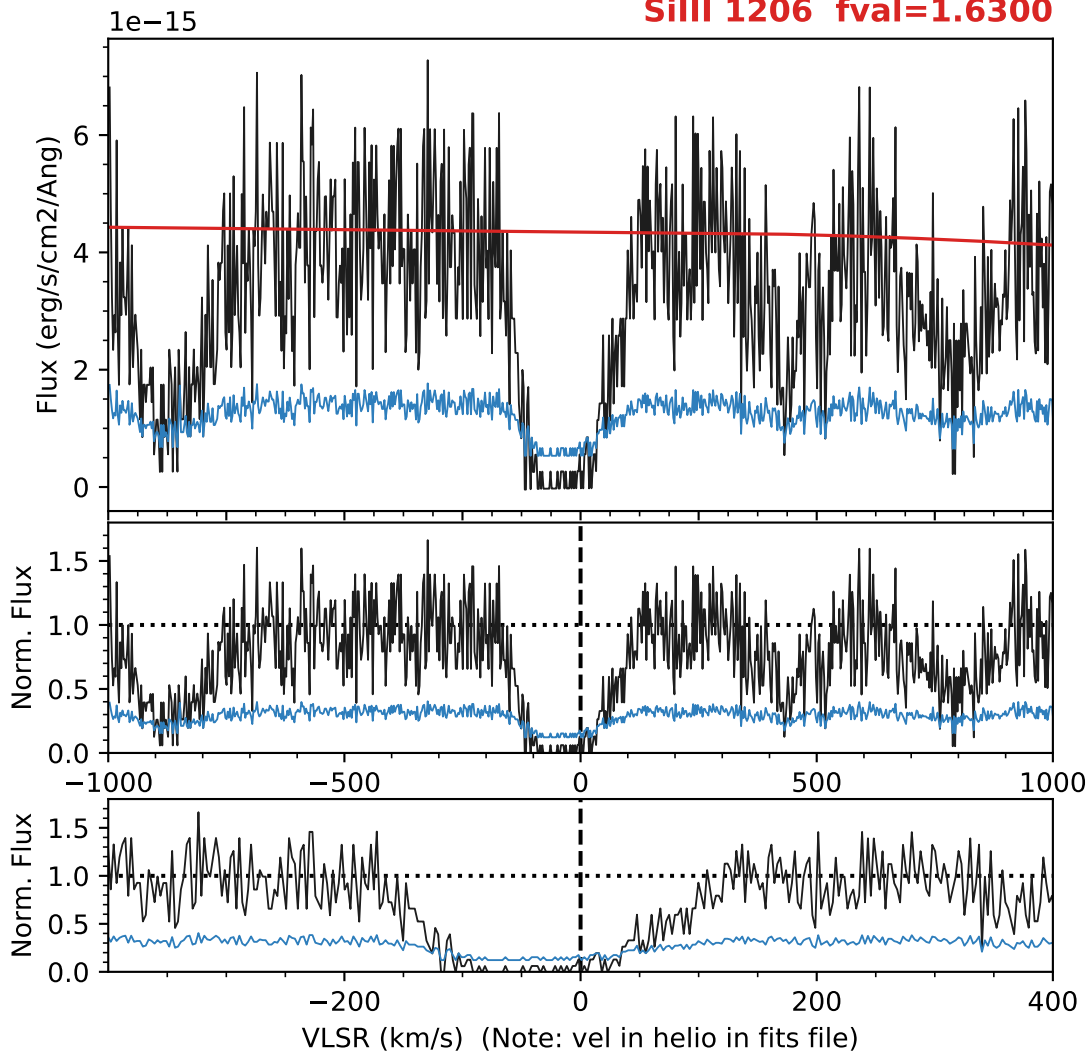 SiIII 1206 fval=1.6300
1e−15
6
4
2
0
Flux (erg/s/cm2/Ang)
1.5
1.0
0.5
0.0
Norm. Flux
−1000 −500 0 500 1000
1.5
1.0
0.5
0.0
Norm. Flux
−200 0 200 400
VLSR (km/s) (Note: vel in helio in fits file)